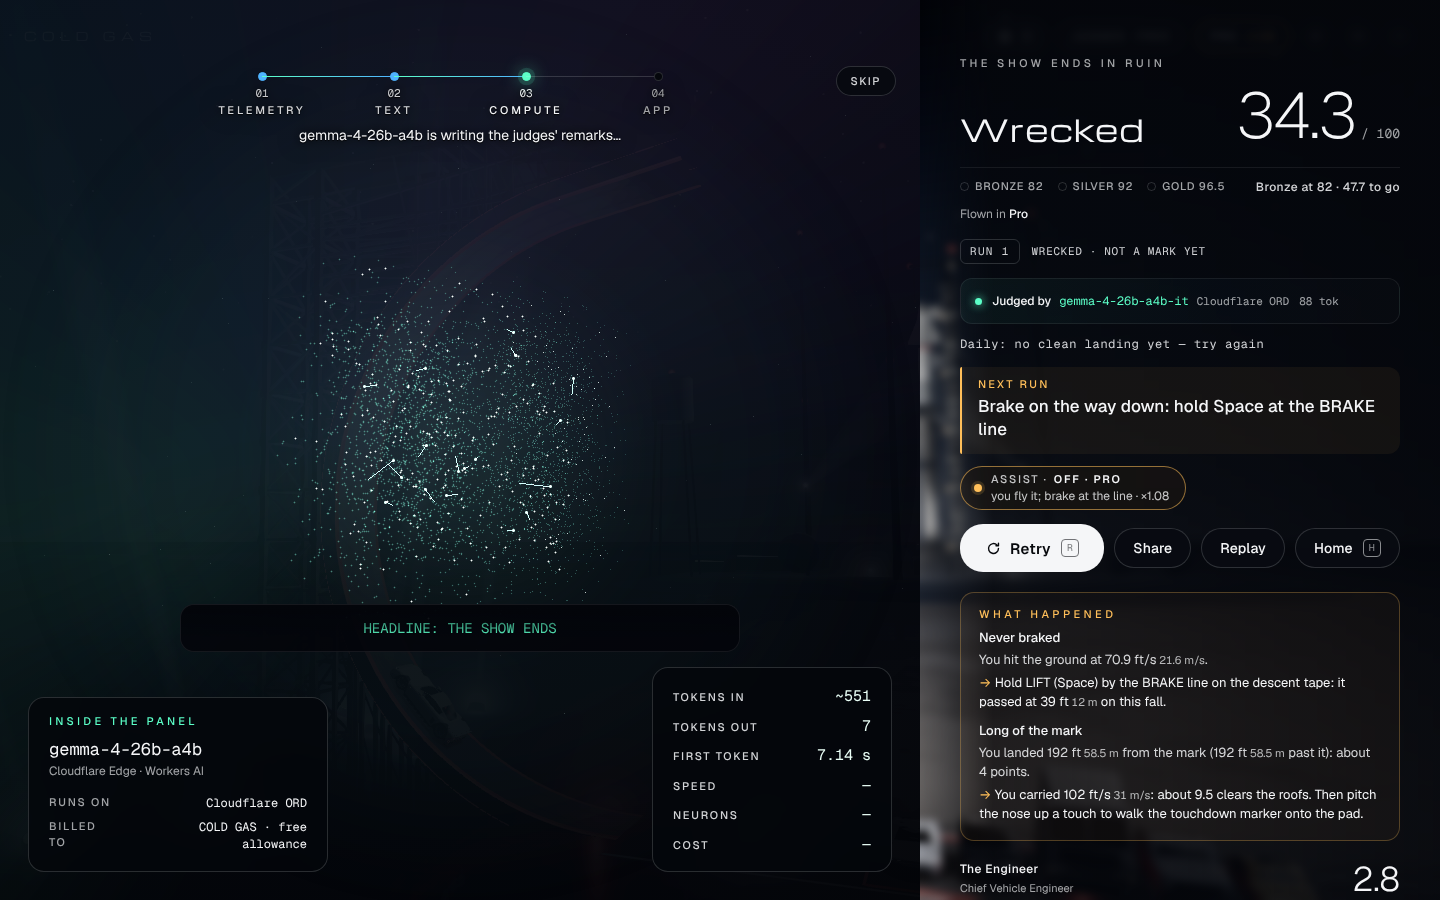 COLD GAS
01
TELEMETRY
02
TEXT
03
COMPUTE
04
APP
gemma-4-26b-a4b is writing the judges' remarks...
SKIP
HEADLINE: THE SHOW ENDS
INSIDE THE PANEL
gemma-4-26b-a4b
Cloudflare Edge · Workers AI
RUNS ON Cloudflare ORD
BILLED TO COLD GAS · free allowance
TOKENS IN ~551
TOKENS OUT 7
FIRST TOKEN 7.14 s
SPEED —
NEURONS —
COST —
THE SHOW ENDS IN RUIN
Wrecked 34.3 / 100
BRONZE 82 SILVER 92 GOLD 96.5 Bronze at 82 · 47.7 to go
Flown in Pro
RUN 1 WRECKED · NOT A MARK YET
Judged by gemma-4-26b-a4b-it Cloudflare ORD 88 tok
Daily: no clean landing yet — try again
NEXT RUN
Brake on the way down: hold Space at the BRAKE
line
ASSIST · OFF · PRO
you fly it; brake at the line · ×1.08
Retry R Share Replay Home H
WHAT HAPPENED
Never braked
You hit the ground at 70.9 ft/s 21.6 m/s.
→ Hold LIFT (Space) by the BRAKE line on the descent tape: it
passed at 39 ft 12 m on this fall.
Long of the mark
You landed 192 ft 58.5 m from the mark (192 ft 58.5 m past it): about
4 points.
→ You carried 102 ft/s 31 m/s: about 9.5 clears the roofs. Then pitch
the nose up a touch to walk the touchdown marker onto the pad.
The Engineer
Chief Vehicle Engineer
2.8